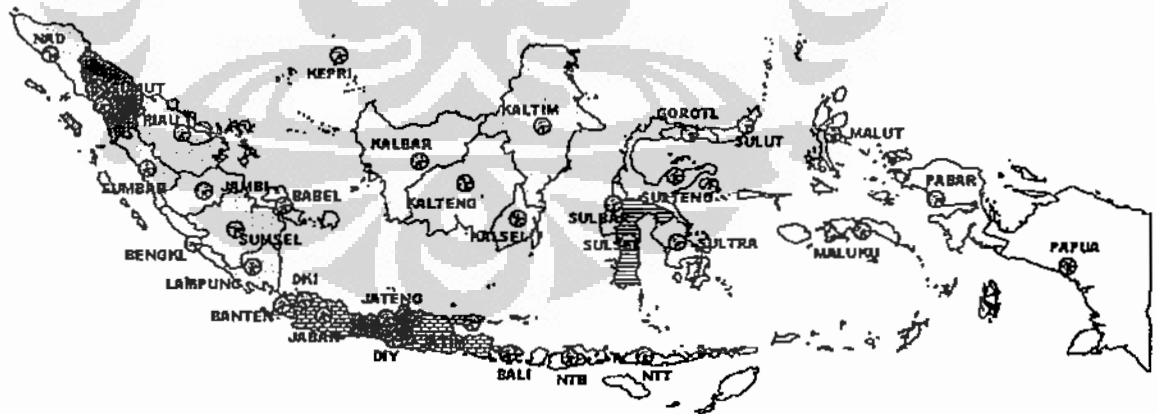 NAD
KEPRI
RIAU
KALTIM
GOROTL
SULUT
MALUT
KALBAR
SUMBAR
JAMBI
BABEL
KALTENG
SULTENG
PABAR
SULBAR
KALSEL
SUMSEL
BENGKL
SULTRA
MALUKU
PAPUA
LAMPUNG
DKI
JATENG
BANTEN
JABAR
DIY
BALI
NTB
NTT